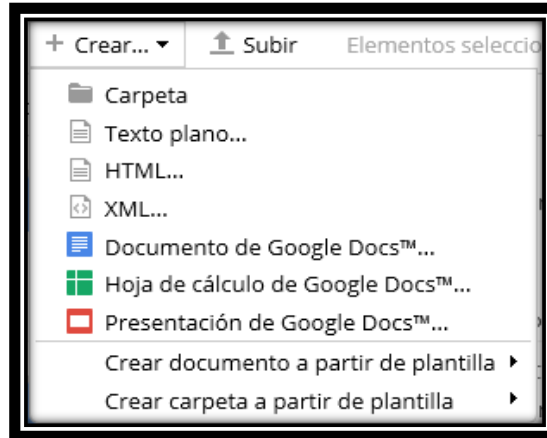 + Crear... Subir Elementos
Carpeta
Texto plano...
HTML...
XML...
Documento de Google Docs™...
Hoja de cálculo de Google Docs™...
Presentación de Google Docs™...
Crear documento a partir de plantilla
Crear carpeta a partir de plantilla